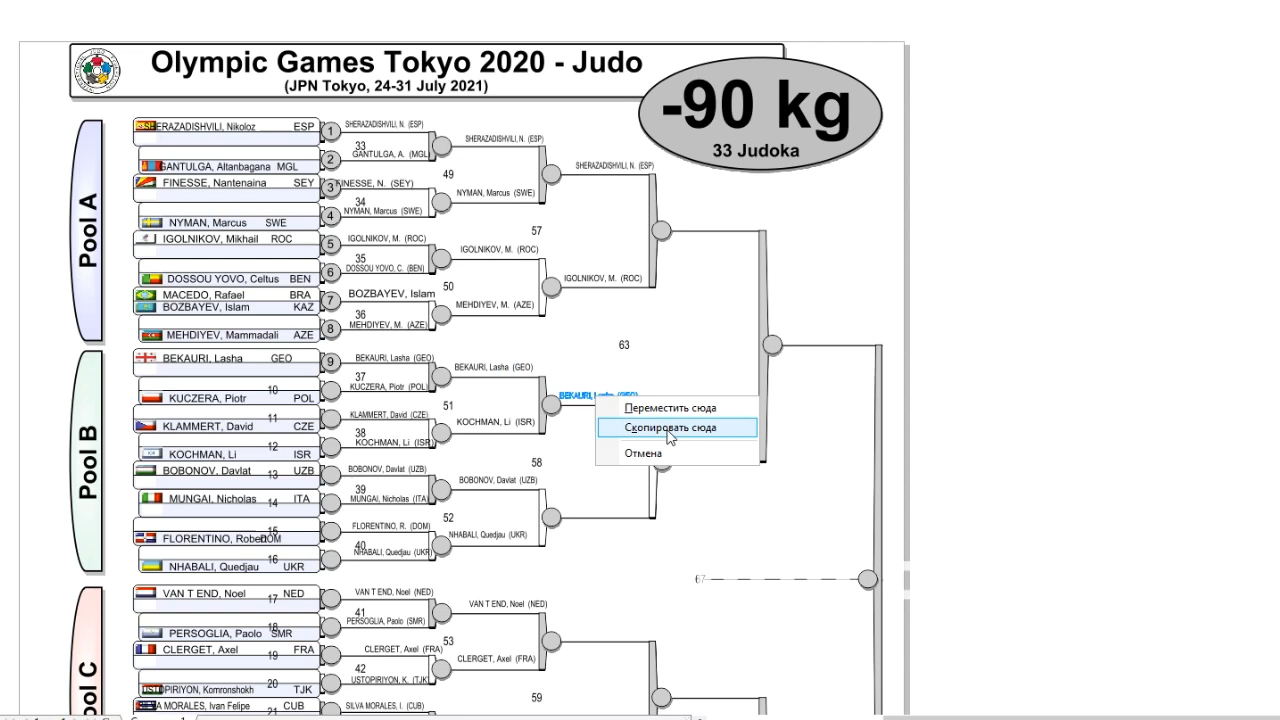 Olympic Games Tokyo 2020 - Judo
(JPN Tokyo, 24-31 July 2021)
-90 kg
33 Judoka
Pool A
SHERAZADISHVILI, Nikoloz ESP 1 SHERAZADISHVILI, N. (ESP)
33
GANTULGA, Altanbagana MGL 2 GANTULGA, A. (MGL)
SHERAZADISHVILI, N. (ESP)
49
SHERAZADISHVILI, N. (ESP)
FINESSE, Nantenaina SEY 3 FINESSE, N. (SEY)
34
NYMAN, Marcus SWE 4 NYMAN, Marcus (SWE)
NYMAN, Marcus (SWE)
57
IGOLNIKOV, Mikhail ROC 5 IGOLNIKOV, M. (ROC)
35
DOSSOU YOVO, Celtus BEN 6 DOSSOU YOVO, C. (BEN)
IGOLNIKOV, M. (ROC)
50
IGOLNIKOV, M. (ROC)
MACEDO, Rafael BRA 7
BOZBAYEV, Islam KAZ
BOZBAYEV, Islam
36
MEHDIYEV, Mammadali AZE 8 MEHDIYEV, M. (AZE)
MEHDIYEV, M. (AZE)
63
Pool B
BEKAURI, Lasha GEO 9 BEKAURI, Lasha (GEO)
37
KUCZERA, Piotr 10 POL KUCZERA, Piotr (POL)
BEKAURI, Lasha (GEO)
51
BEKAURI, Lasha (GEO)
KLAMMERT, David 11 CZE KLAMMERT, David (CZE)
38
KOCHMAN, Li 12 ISR KOCHMAN, Li (ISR)
KOCHMAN, Li (ISR)
Переместить сюда
Скопировать сюда
Отмена
58
BOBONOV, Davlat 13 UZB BOBONOV, Davlat (UZB)
39
MUNGAI, Nicholas 14 ITA MUNGAI, Nicholas (ITA)
BOBONOV, Davlat (UZB)
52
FLORENTINO, Robert 15 DOM FLORENTINO, R. (DOM)
40
NHABALI, Quedjau 16 UKR NHABALI, Quedjau (UKR)
NHABALI, Quedjau (UKR)
67
ool C
VAN T END, Noel 17 NED VAN T END, Noel (NED)
41
PERSOGLIA, Paolo 18 SMR PERSOGLIA, Paolo (SMR)
VAN T END, Noel (NED)
53
CLERGET, Axel 19 FRA CLERGET, Axel (FRA)
42
USTOPIRIYON, Komronshokh 20 TJK USTOPIRIYON, K. (TJK)
CLERGET, Axel (FRA)
59
A MORALES, Ivan Felipe 21 CUB SILVA MORALES, I. (CUB)